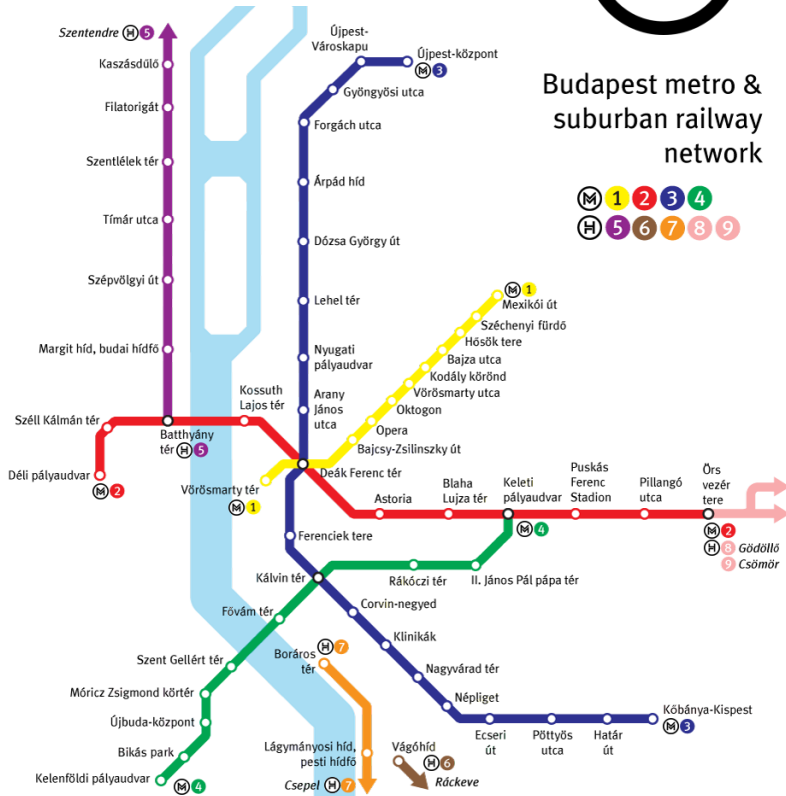 Szentendre H 5
Kaszásdűlő
Filatorigát
Szentlélek tér
Tímár utca
Szépvölgyi út
Margit híd, budai hídfő
Széll Kálmán tér
Batthyány
tér H 5
Déli pályaudvar
M 2
Kossuth
Lajos tér
Újpest-
Városkapu
Újpest-központ
M 3
Gyöngyösi utca
Forgách utca
Árpád híd
Dózsa György út
Lehel tér
Nyugati
pályaudvar
Arany
János
utca
Budapest metro &
suburban railway
network
M 1 2 3 4
H 5 6 7 8 9
M 1
Mexikói út
Széchenyi fürdő
Hősök tere
Bajza utca
Kodály körönd
Vörösmarty utca
Oktogon
Opera
Bajcsy-Zsilinszky út
Deák Ferenc tér
Vörösmarty tér
M 1
Astoria
Blaha
Lujza tér
Keleti
pályaudvar
M 4
Puskás
Ferenc
Stadion
Pillangó
utca
Örs
vezér
tere
M 2
H 8 Gödöllő
9 Csömör
Ferenciek tere
Kálvin tér
Rákóczi tér
II. János Pál pápa tér
Corvin-negyed
Fővám tér
Klinikák
Szent Gellért tér
H 7
Boráros
tér
Nagyvárad tér
Móricz Zsigmond körtér
Népliget
Újbuda-központ
Kőbánya-Kispest
M 3
Ecseri
út
Pöttyös
utca
Határ
út
Bikás park
Lágymányosi híd,
pesti hídfő
Vágóhíd
H 6
Kelenföldi pályaudvar
M 4
Csepel H 7
Ráckeve